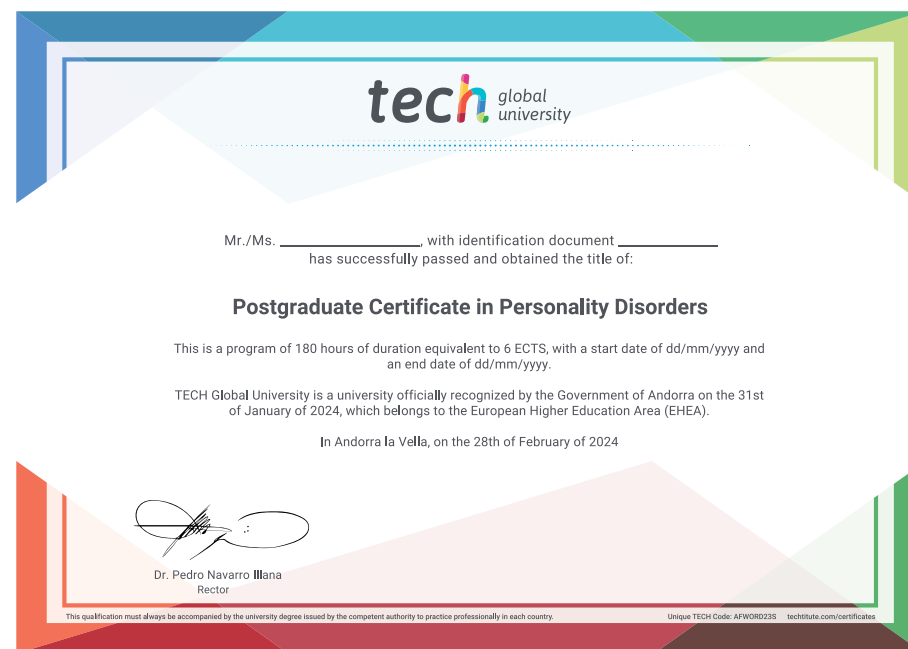 tech global
university
Mr./Ms. ____________________, with identification document ______________
has successfully passed and obtained the title of:
Postgraduate Certificate in Personality Disorders
This is a program of 180 hours of duration equivalent to 6 ECTS, with a start date of dd/mm/yyyy and
an end date of dd/mm/yyyy.
TECH Global University is a university officially recognized by the Government of Andorra on the 31st
of January of 2024, which belongs to the European Higher Education Area (EHEA).
In Andorra la Vella, on the 28th of February of 2024
Dr. Pedro Navarro Illana
Rector
This qualification must always be accompanied by the university degree issued by the competent authority to practice professionally in each country.
Unique TECH Code: AFWORD23S techtitute.com/certificates